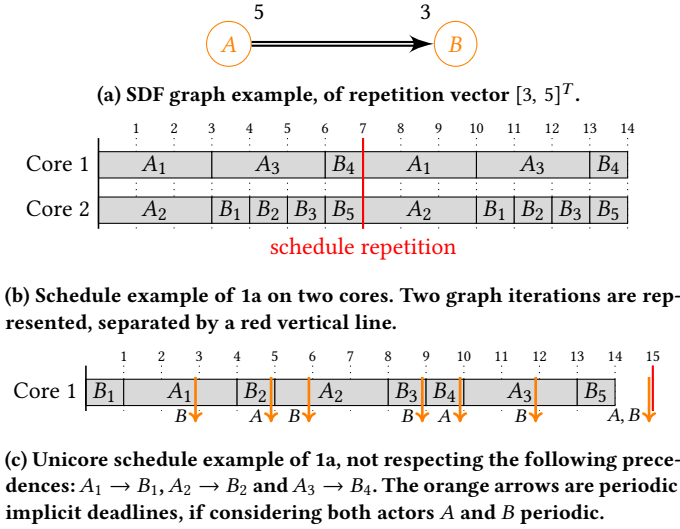 5 3
A B
(a) SDF graph example, of repetition vector [3, 5]^T.
1 2 3 4 5 6 7 8 9 10 11 12 13 14
Core 1 A₁ A₃ B₄ A₁ A₃ B₄
Core 2 A₂ B₁ B₂ B₃ B₅ A₂ B₁ B₂ B₃ B₅
schedule repetition
(b) Schedule example of 1a on two cores. Two graph iterations are rep-
resented, separated by a red vertical line.
1 2 3 4 5 6 7 8 9 10 11 12 13 14 15
Core 1 B₁ A₁ B₂ A₂ B₃ B₄ A₃ B₅
B A B B A B A, B
(c) Unicore schedule example of 1a, not respecting the following prece-
dences: A₁ → B₁, A₂ → B₂ and A₃ → B₄. The orange arrows are periodic
implicit deadlines, if considering both actors A and B periodic.